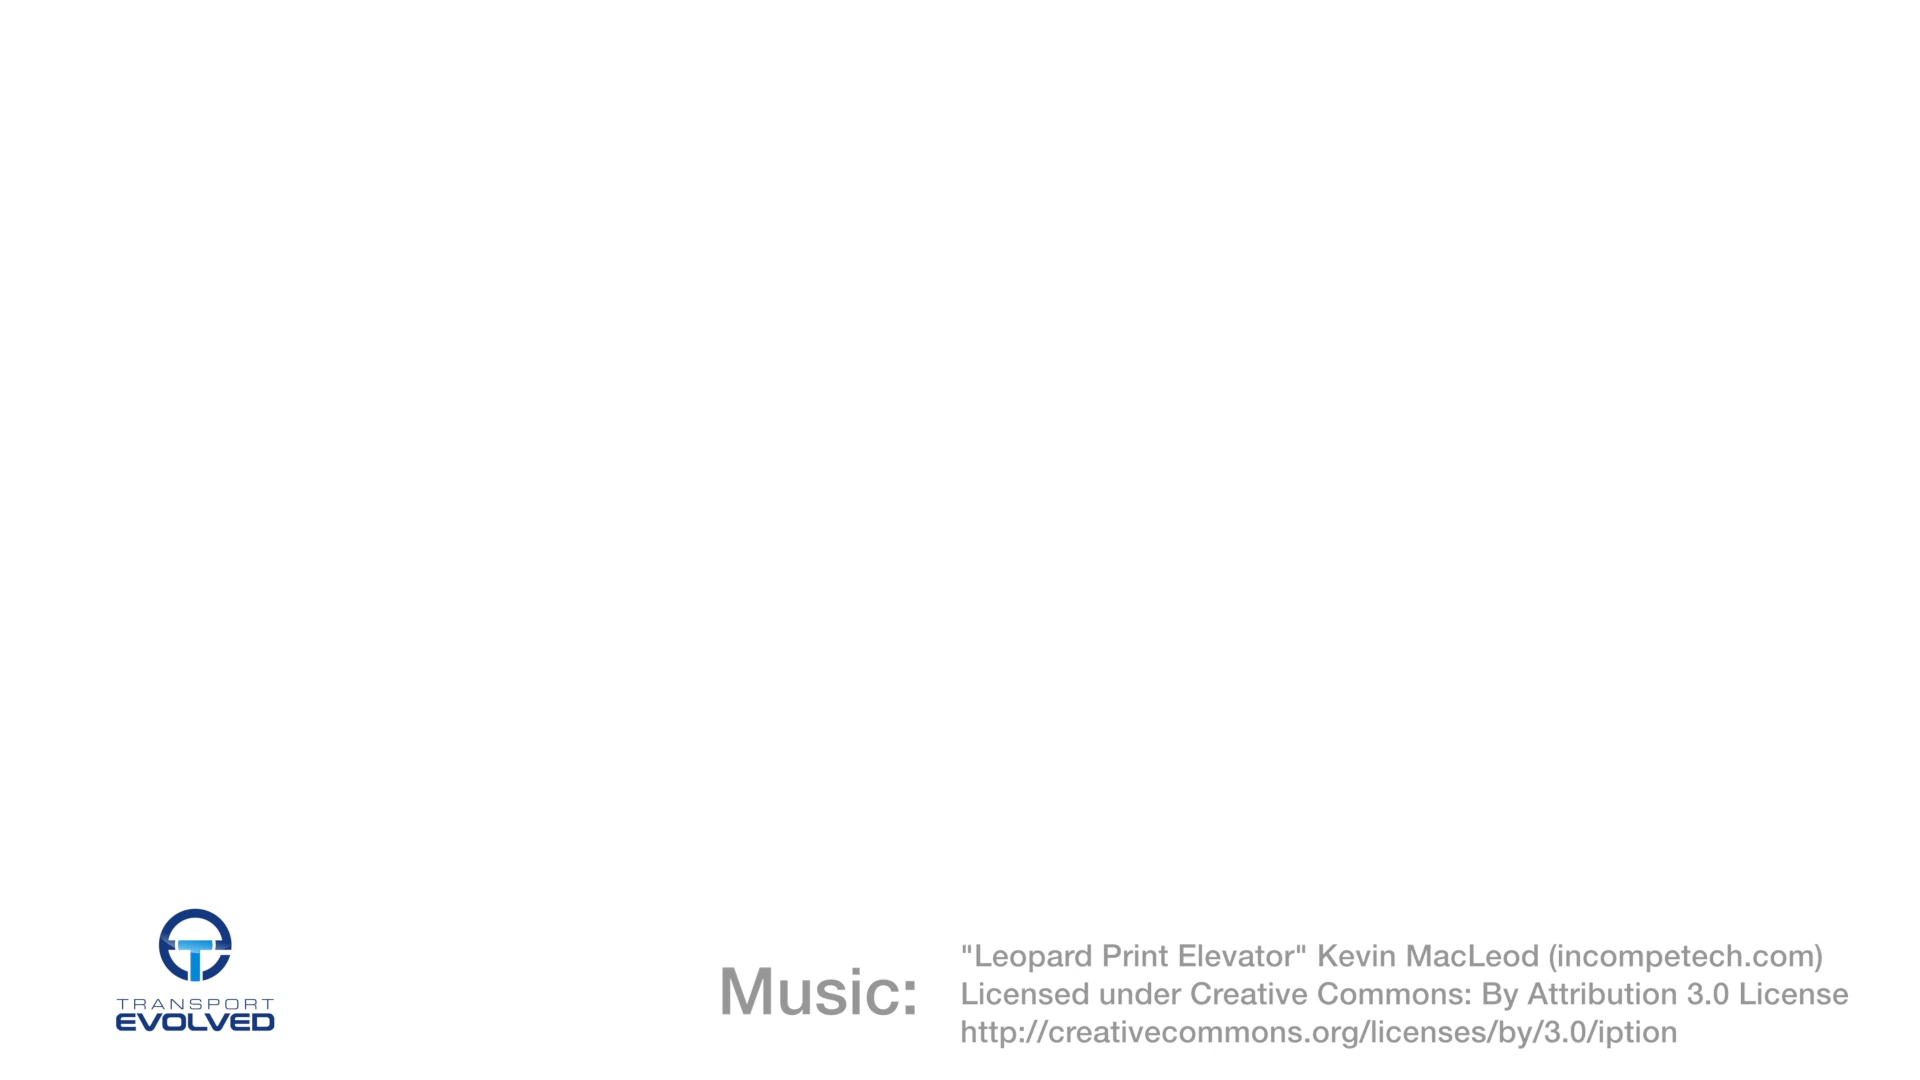 TRANSPORT
EVOLVED
Music:
"Leopard Print Elevator" Kevin MacLeod (incompetech.com)
Licensed under Creative Commons: By Attribution 3.0 License
http://creativecommons.org/licenses/by/3.0/iption